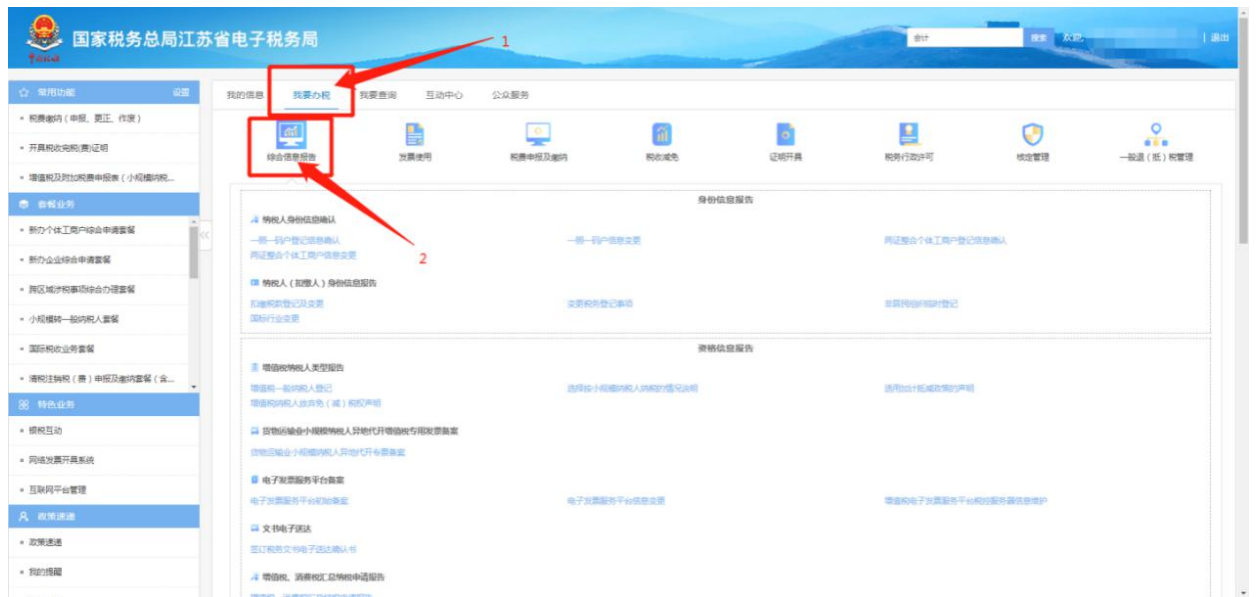 国家税务总局江苏省电子税务局
中国税务
会计 搜索 欢迎, | 退出
1
☆ 常用功能 设置
税费缴纳（申报、更正、作废）
开具税收完税(费)证明
增值税及附加税费申报表（小规模纳税...
套餐业务
新办个体工商户综合申请套餐
新办企业综合申请套餐
跨区域涉税事项综合办理套餐
小规模转一般纳税人套餐
国际税收业务套餐
清税注销税（费）申报及缴纳套餐（含...
特色业务
银税互动
网络发票开具系统
互联网平台管理
政策速递
政策速递
我的提醒
我的信息 我要办税 我要查询 互动中心 公众服务
综合信息报告 发票使用 税费申报及缴纳 税收减免 证明开具 税务行政许可 核定管理 一般退（抵）税管理
2
身份信息报告
纳税人身份信息确认
一照一码户登记信息确认 一照一码户信息变更 两证整合个体工商户登记信息确认
两证整合个体工商户信息变更
纳税人（扣缴人）身份信息报告
扣缴税款登记及变更 变更税务登记事项 非居民组织临时登记
国标行业变更
资格信息报告
增值税纳税人类型报告
增值税一般纳税人登记 选择按小规模纳税人纳税的情况说明 适用加计抵减政策的声明
增值税纳税人放弃免（减）税权声明
货物运输业小规模纳税人异地代开增值税专用发票备案
货物运输业小规模纳税人异地代开专票备案
电子发票服务平台备案
电子发票服务平台初始备案 电子发票服务平台信息变更 增值税电子发票服务平台税控服务器信息维护
文书电子送达
签订税务文书电子送达确认书
增值税、消费税汇总纳税申请报告